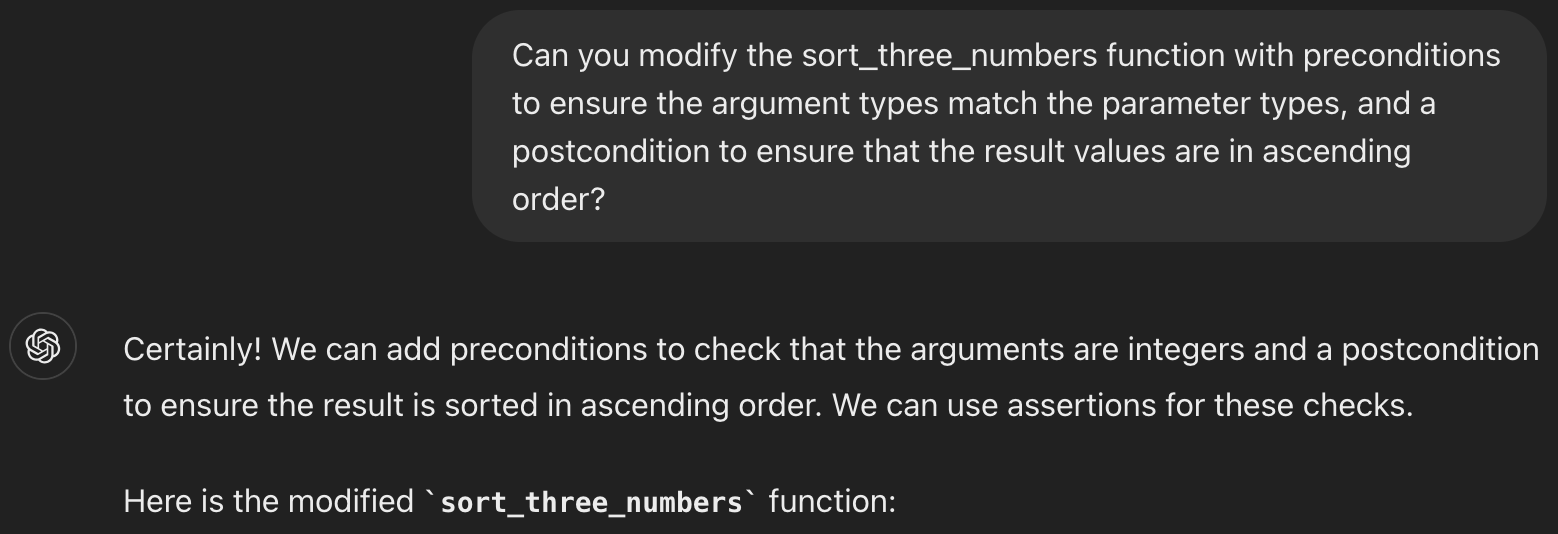 Can you modify the sort_three_numbers function with preconditions
to ensure the argument types match the parameter types, and a
postcondition to ensure that the result values are in ascending
order?
Certainly! We can add preconditions to check that the arguments are integers and a postcondition
to ensure the result is sorted in ascending order. We can use assertions for these checks.
Here is the modified `sort_three_numbers` function: